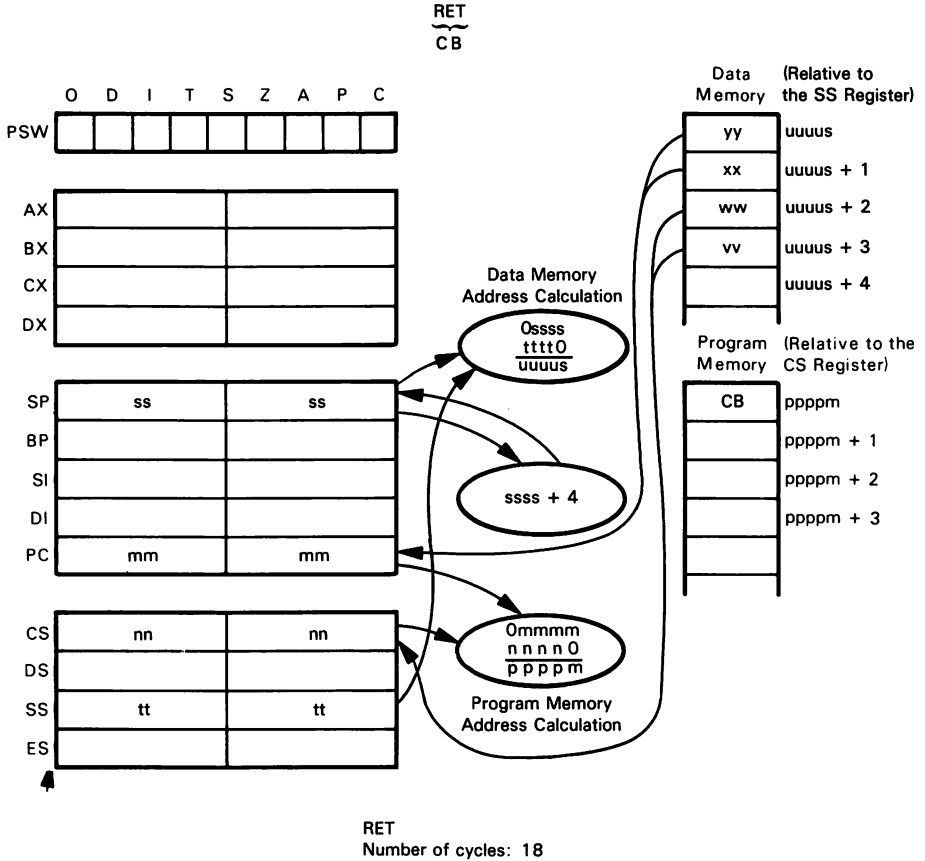 RET
CB
O D I T S Z A P C
PSW
AX
BX
CX
DX
SP ss ss
BP
SI
DI
PC mm mm
CS nn nn
DS
SS tt tt
ES
Data Memory
Address Calculation
0ssss
tttt0
uuuus
ssss + 4
0mmmm
nnnn0
ppppm
Program Memory
Address Calculation
Data
Memory
(Relative to
the SS Register)
yy uuuus
xx uuuus + 1
ww uuuus + 2
vv uuuus + 3
uuuus + 4
Program
Memory
(Relative to the
CS Register)
CB ppppm
ppppm + 1
ppppm + 2
ppppm + 3
RET
Number of cycles: 18